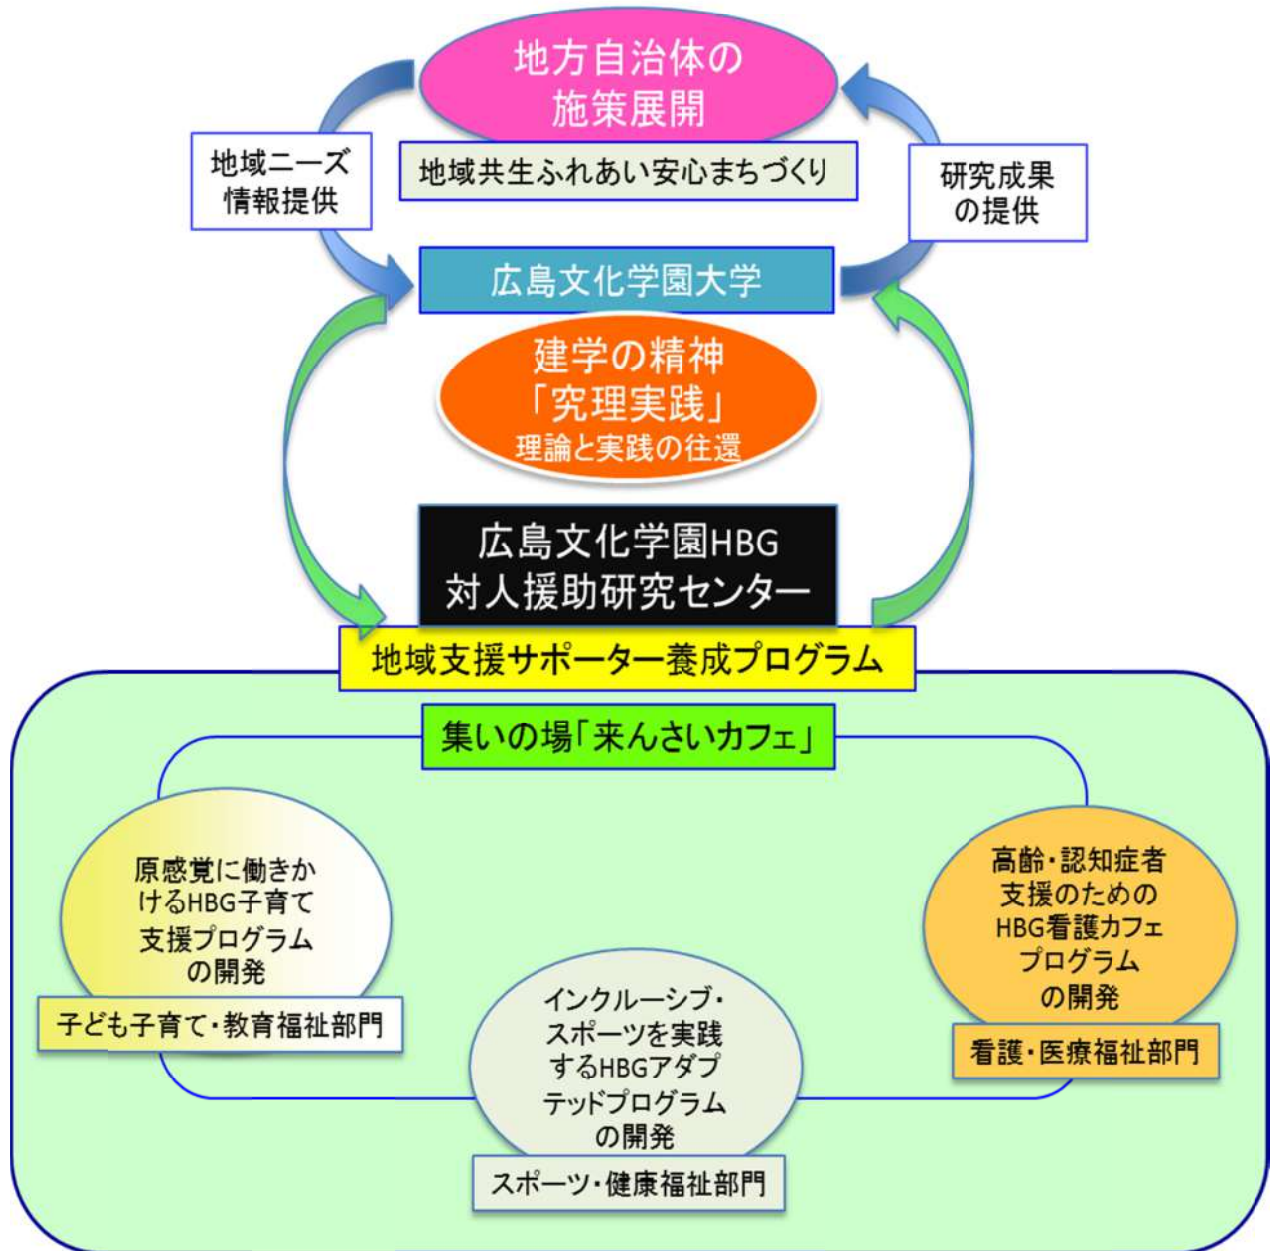 地方自治体の
施策展開
地域共生ふれあい安心まちづくり
地域ニーズ
情報提供
研究成果
の提供
広島文化学園大学
建学の精神
「究理実践」
理論と実践の往還
広島文化学園HBG
対人援助研究センター
地域支援サポーター養成プログラム
集いの場「来んさいカフェ」
原感覚に働きか
けるHBG子育て
支援プログラム
の開発
子ども子育て・教育福祉部門
インクルーシブ・
スポーツを実践
するHBGアダプ
テッドプログラム
の開発
スポーツ・健康福祉部門
高齢・認知症者
支援のための
HBG看護カフェ
プログラム
の開発
看護・医療福祉部門